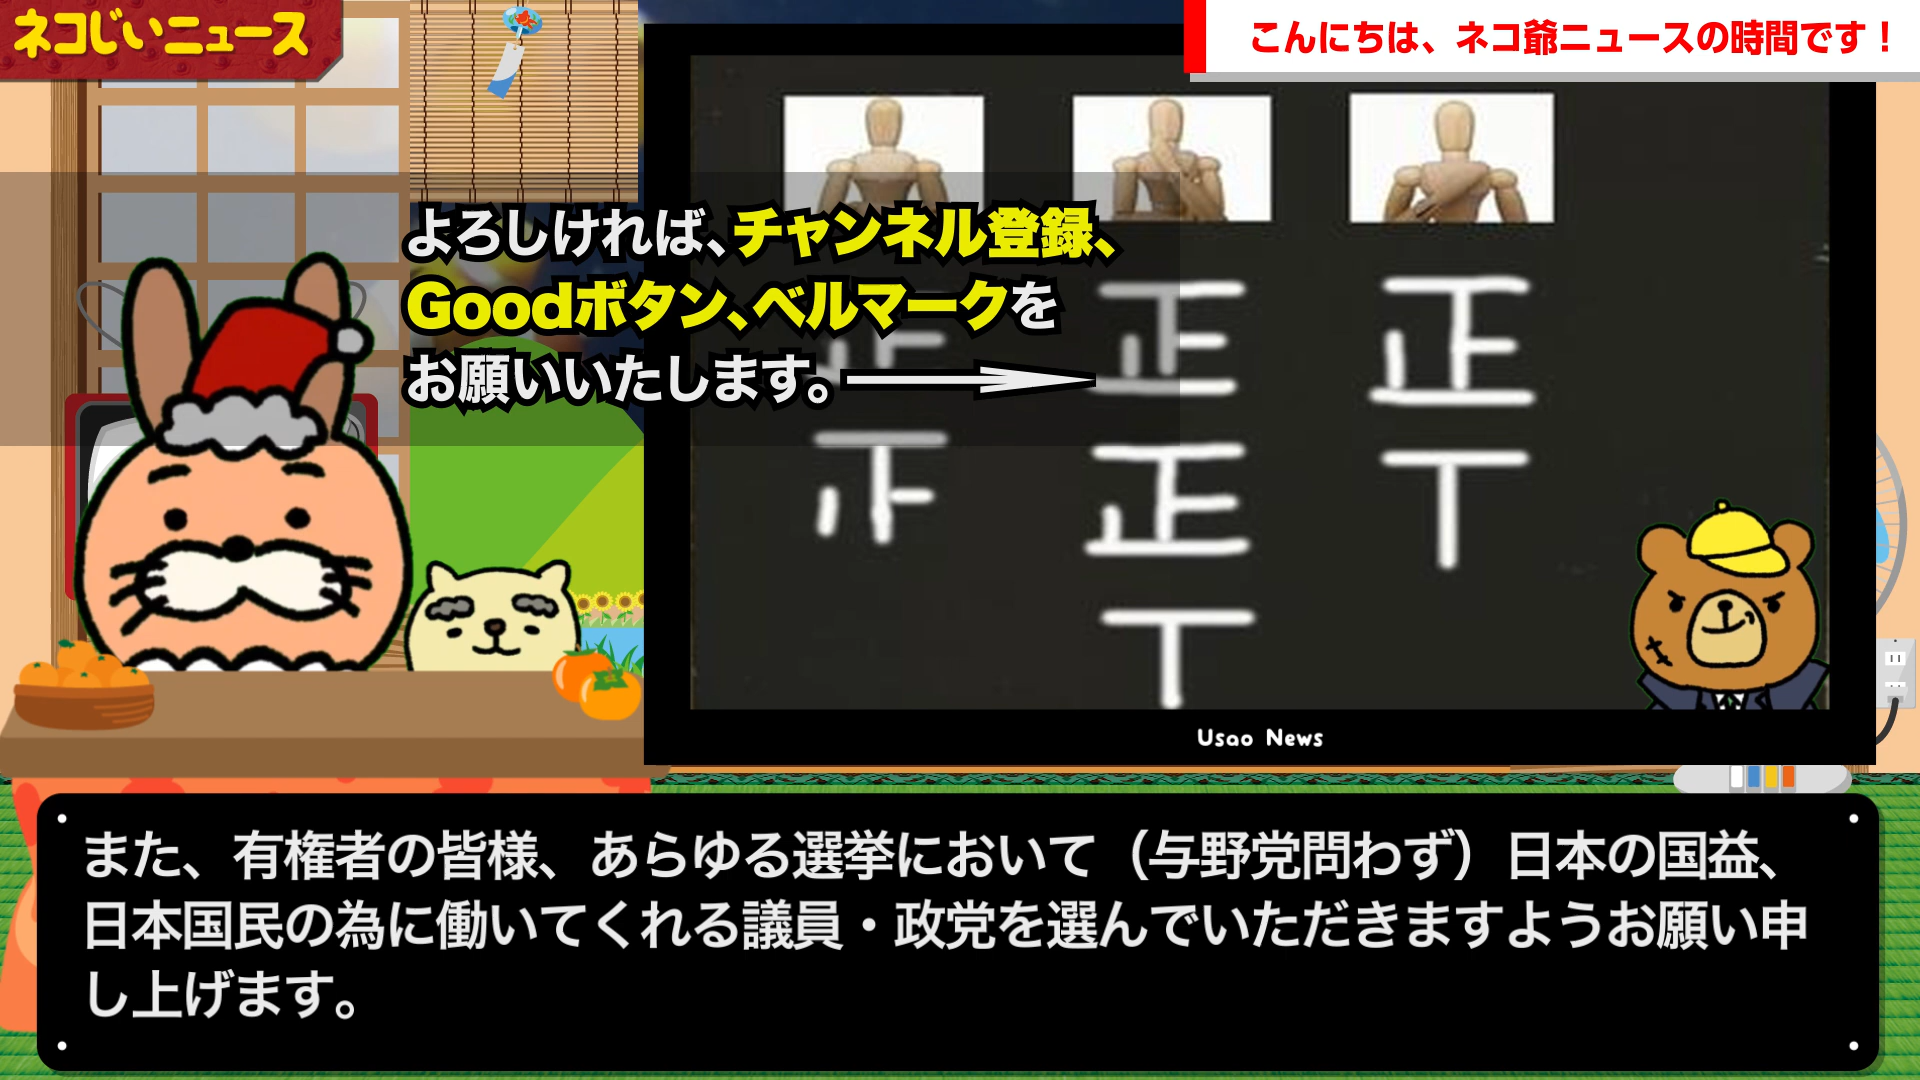 ネコじいニュース
こんにちは、ネコ爺ニュースの時間です！
よろしければ、チャンネル登録、
Goodボタン、ベルマークを
お願いいたします。
正 正
正
T
T
Usao News
また、有権者の皆様、あらゆる選挙において（与野党問わず）日本の国益、
日本国民の為に働いてくれる議員・政党を選んでいただきますようお願い申
し上げます。